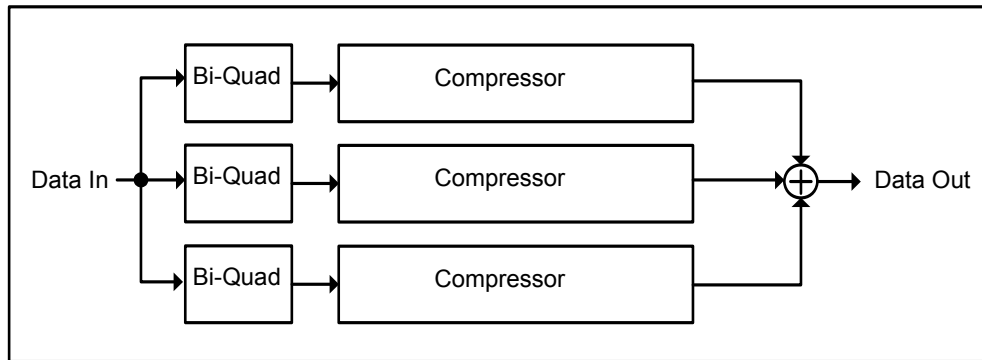 Bi-Quad
Compressor
Data In
Bi-Quad
Compressor
Data Out
Bi-Quad
Compressor